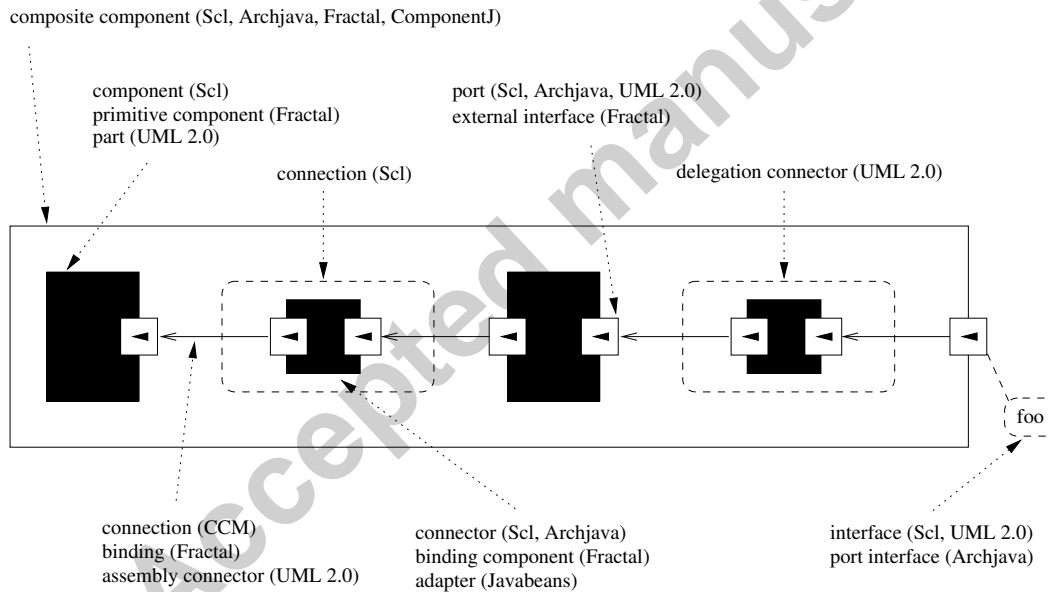 composite component (Scl, Archjava, Fractal, ComponentJ)
component (Scl)
primitive component (Fractal)
part (UML 2.0)
port (Scl, Archjava, UML 2.0)
external interface (Fractal)
connection (Scl)
delegation connector (UML 2.0)
foo
connection (CCM)
binding (Fractal)
assembly connector (UML 2.0)
connector (Scl, Archjava)
binding component (Fractal)
adapter (Javabeans)
interface (Scl, UML 2.0)
port interface (Archjava)
Accepted manus